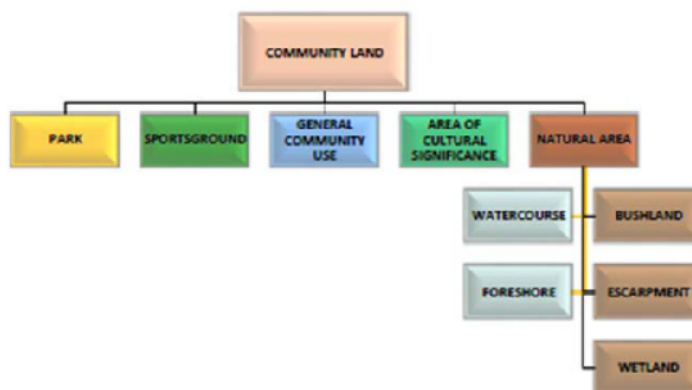 COMMUNITY LAND
PARK
SPORTSGROUND
GENERAL
COMMUNITY
USE
AREA OF
CULTURAL
SIGNIFICANCE
NATURAL AREA
WATERCOURSE
BUSHLAND
FORESHORE
ESCARPMENT
WETLAND